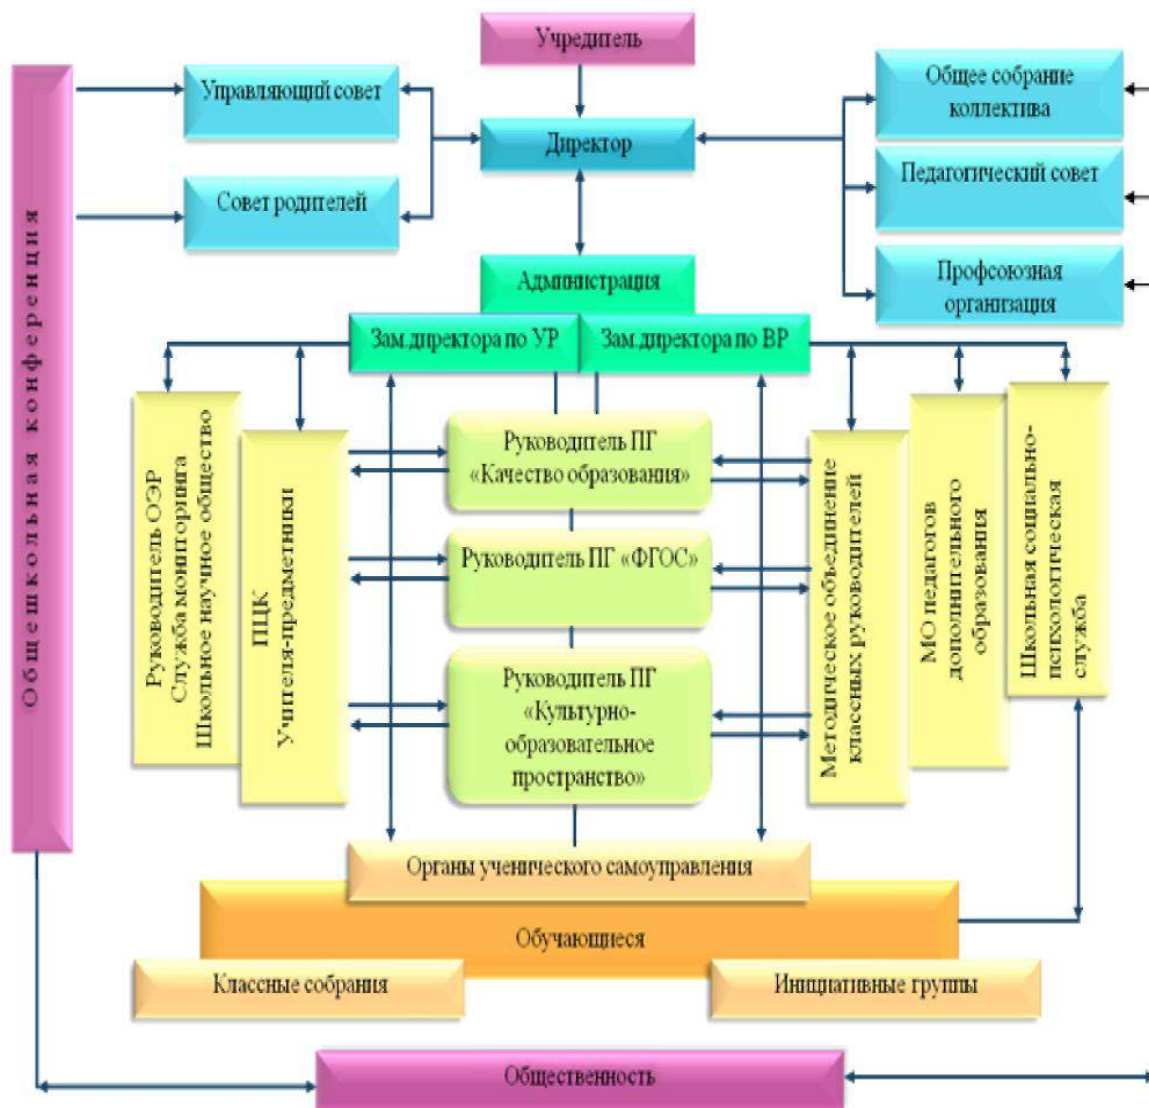 Учредитель
Общешкольная конференция
Управляющий совет
Директор
Общее собрание
коллектива
Совет родителей
Педагогический совет
Профсоюзная
организация
Администрация
Зам.директора по УР
Зам.директора по ВР
Руководитель ОЭР
Служба мониторинга
Школьное научное общество
ПЦК
Учителя-предметники
Руководитель ПГ
«Качество образования»
Руководитель ПГ «ФГОС»
Руководитель ПГ
«Культурно-
образовательное
пространство»
Методическое объединение
классных руководителей
МО педагогов
дополнительного
образования
Школьная социально-
психологическая
служба
Органы ученического самоуправления
Обучающиеся
Классные собрания
Инициативные группы
Общественность